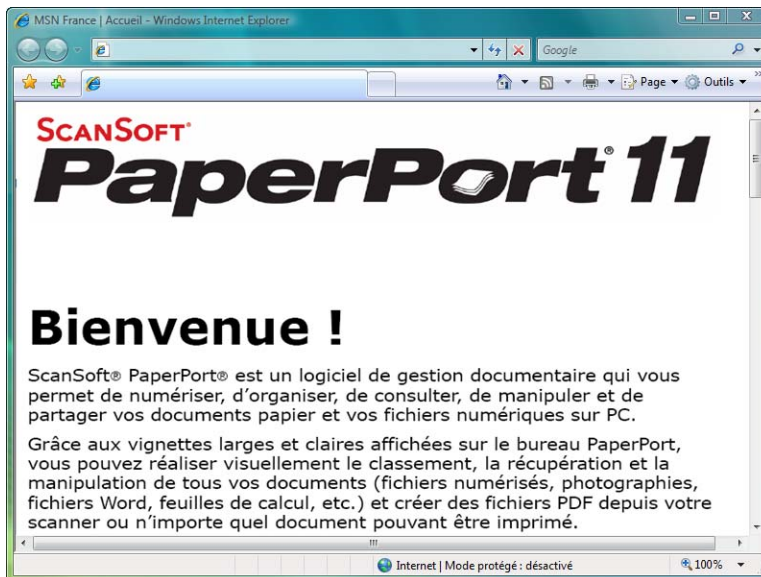 MSN France | Accueil - Windows Internet Explorer
Google
Page Outils
SCANSOFT®
PaperPort® 11
Bienvenue !
ScanSoft® PaperPort® est un logiciel de gestion documentaire qui vous
permet de numériser, d’organiser, de consulter, de manipuler et de
partager vos documents papier et vos fichiers numériques sur PC.
Grâce aux vignettes larges et claires affichées sur le bureau PaperPort,
vous pouvez réaliser visuellement le classement, la récupération et la
manipulation de tous vos documents (fichiers numérisés, photographies,
fichiers Word, feuilles de calcul, etc.) et créer des fichiers PDF depuis votre
scanner ou n’importe quel document pouvant être imprimé.
Internet | Mode protégé : désactivé 100%